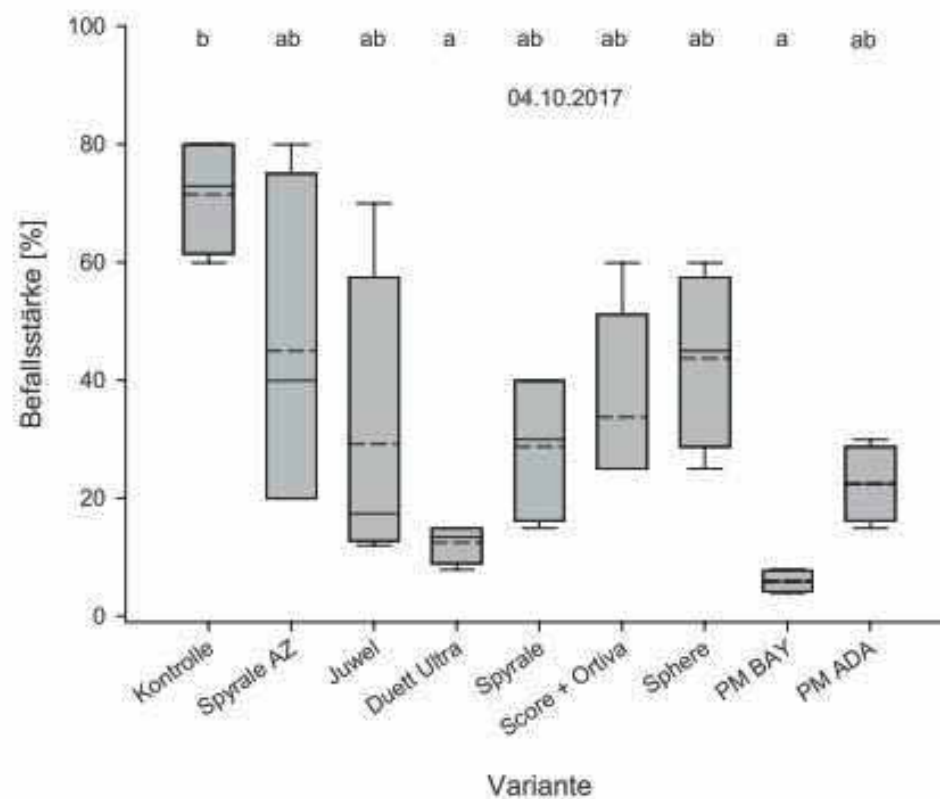 100
b ab ab a ab ab ab a ab
04.10.2017
80
60
40
20
0
Befallsstärke [%]
Kontrolle
Spyrale AZ
Juwel
Duett Ultra
Spyrale
Score + Ortiva
Sphere
PM BAY
PM ADA
Variante